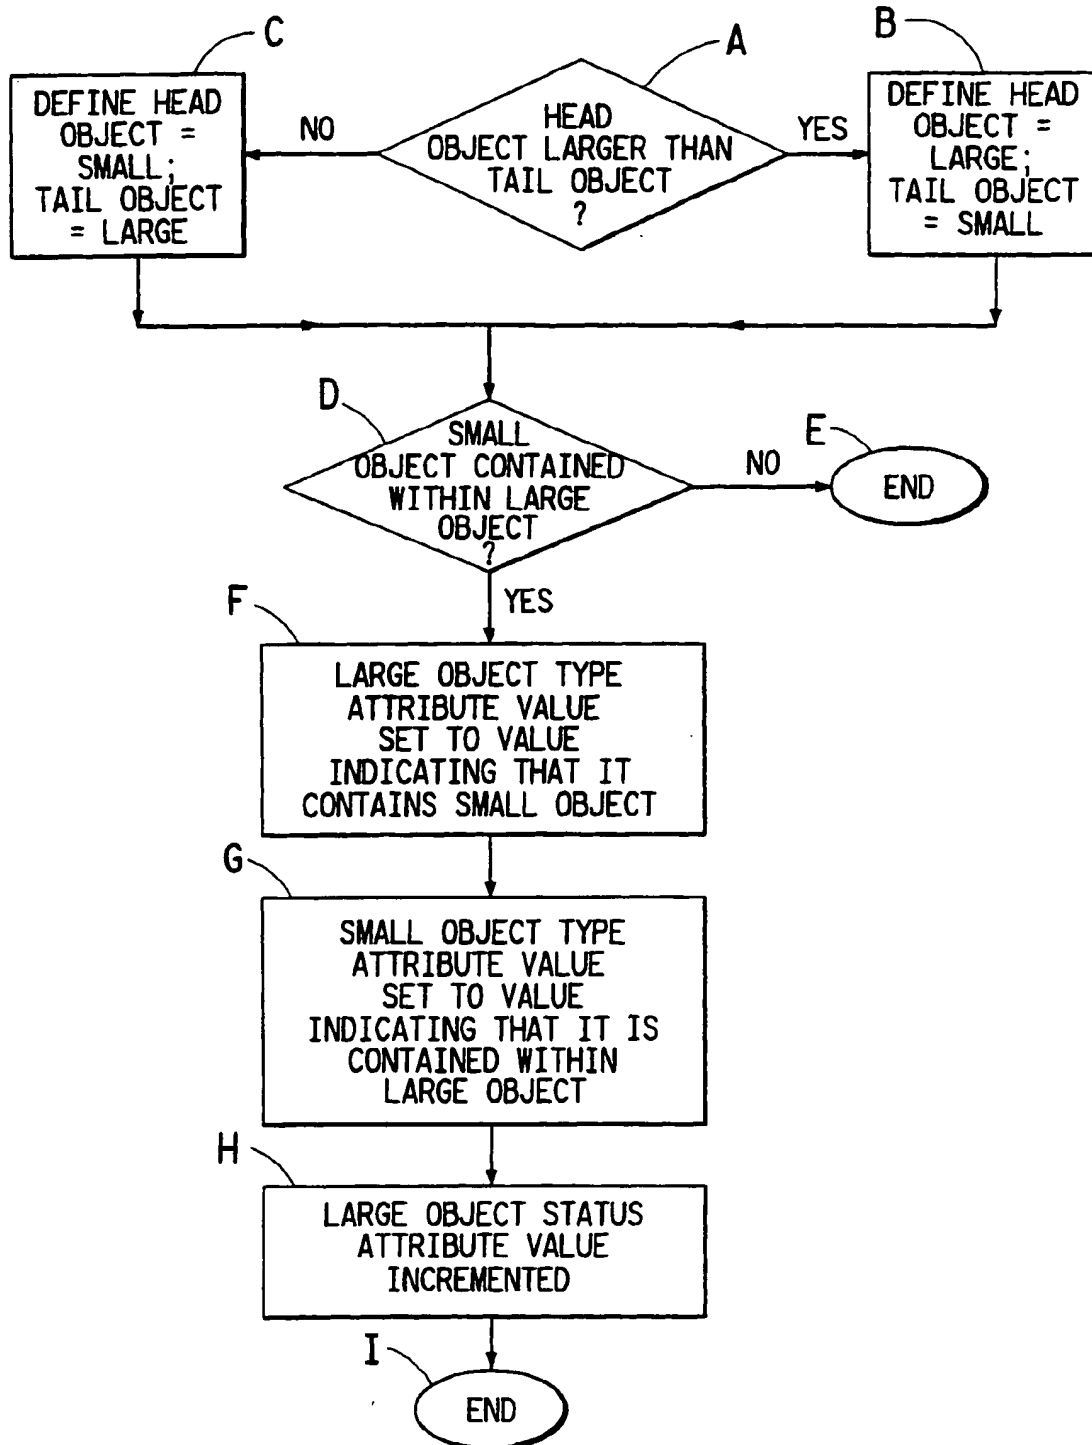 C
A
B
DEFINE HEAD
OBJECT =
SMALL;
TAIL OBJECT
= LARGE
NO
HEAD
OBJECT LARGER THAN
TAIL OBJECT
?
YES
DEFINE HEAD
OBJECT =
LARGE;
TAIL OBJECT
= SMALL
D
SMALL
OBJECT CONTAINED
WITHIN LARGE
OBJECT
?
NO
E
END
YES
F
LARGE OBJECT TYPE
ATTRIBUTE VALUE
SET TO VALUE
INDICATING THAT IT
CONTAINS SMALL OBJECT
G
SMALL OBJECT TYPE
ATTRIBUTE VALUE
SET TO VALUE
INDICATING THAT IT IS
CONTAINED WITHIN
LARGE OBJECT
H
LARGE OBJECT STATUS
ATTRIBUTE VALUE
INCREMENTED
I
END